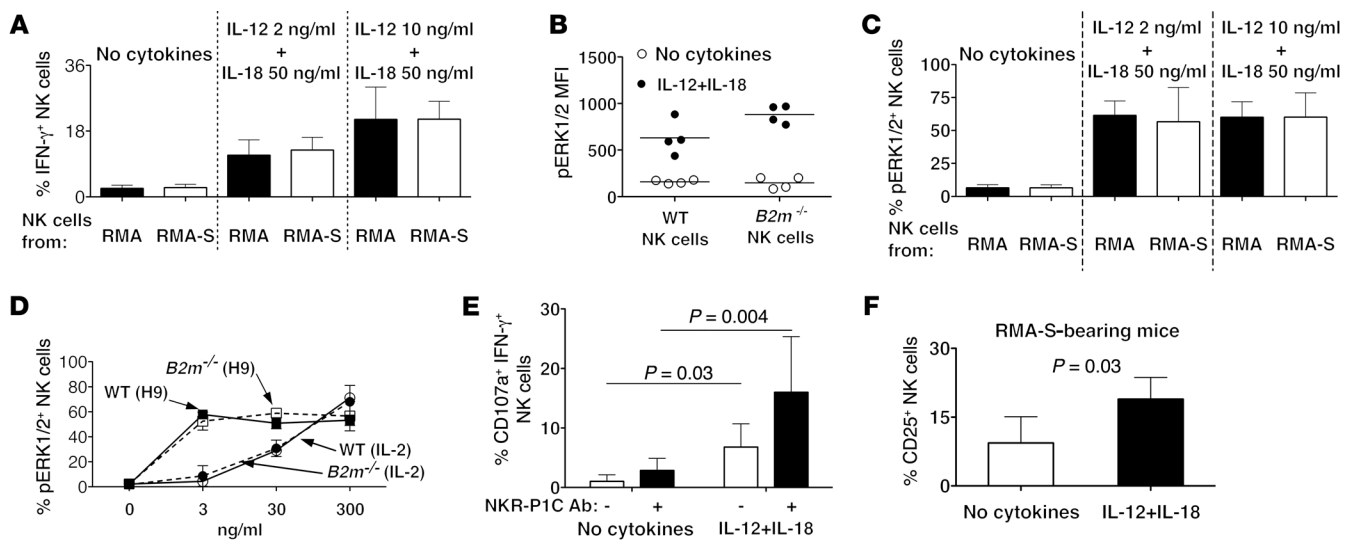 A
No cytokines
IL-12 2 ng/ml
+
IL-18 50 ng/ml
IL-12 10 ng/ml
+
IL-18 50 ng/ml
% IFN-γ⁺ NK cells
36
18
0
NK cells
from:
RMA RMA-S RMA RMA-S RMA RMA-S
B
No cytokines
IL-12+IL-18
pERK1/2 MFI
1500
1000
500
0
WT
NK cells
B2m⁻/⁻
NK cells
C
No cytokines
IL-12 2 ng/ml
+
IL-18 50 ng/ml
IL-12 10 ng/ml
+
IL-18 50 ng/ml
% pERK1/2⁺ NK cells
100
75
50
25
0
NK cells
from:
RMA RMA-S RMA RMA-S RMA RMA-S
D
% pERK1/2⁺ NK cells
100
80
60
40
20
0
B2m⁻/⁻ (H9)
WT (H9)
WT (IL-2)
B2m⁻/⁻ (IL-2)
0 3 30 300
ng/ml
E
% CD107a⁺ IFN-γ⁺
NK cells
30
20
10
0
P = 0.004
P = 0.03
NKR-P1C Ab: - + - +
No cytokines IL-12+IL-18
F
RMA-S-bearing mice
P = 0.03
% CD25⁺ NK cells
30
15
0
No cytokines IL-12+IL-18